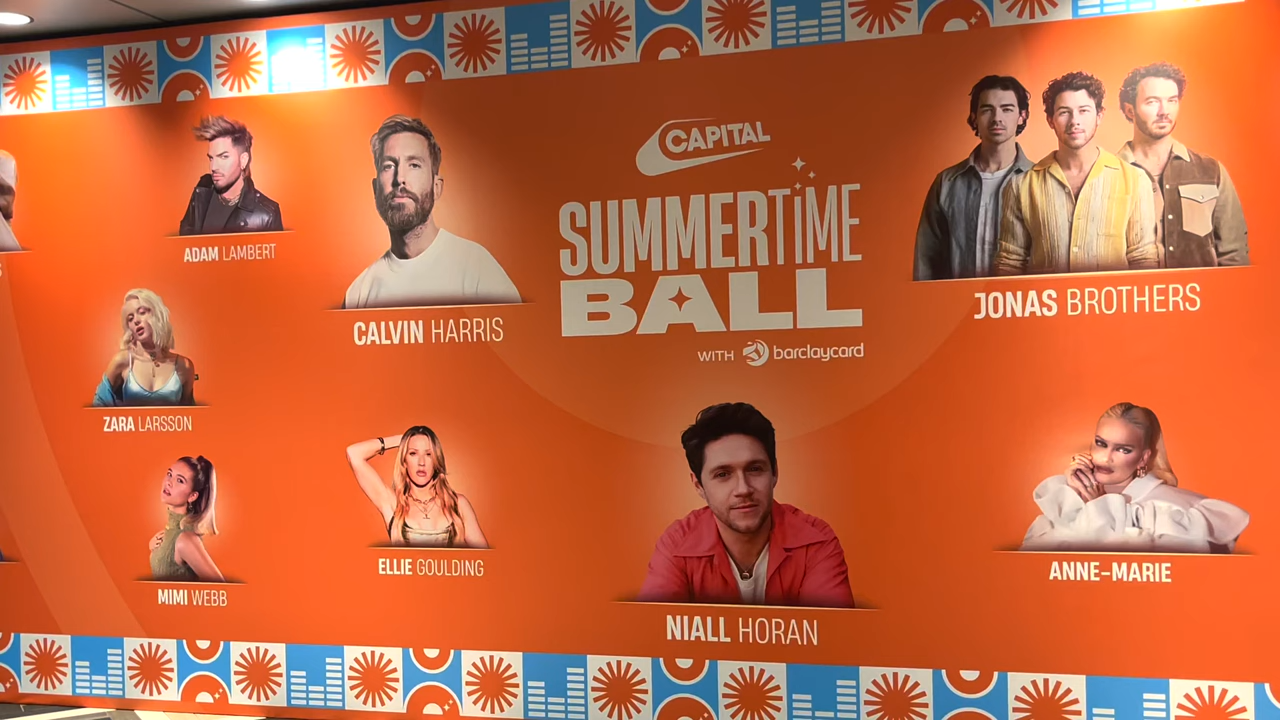 CAPITAL
SUMMERTIME
BALL
WITH barclaycard
ADAM LAMBERT
CALVIN HARRIS
JONAS BROTHERS
ZARA LARSSON
ELLIE GOULDING
ANNE-MARIE
MIMI WEBB
NIALL HORAN